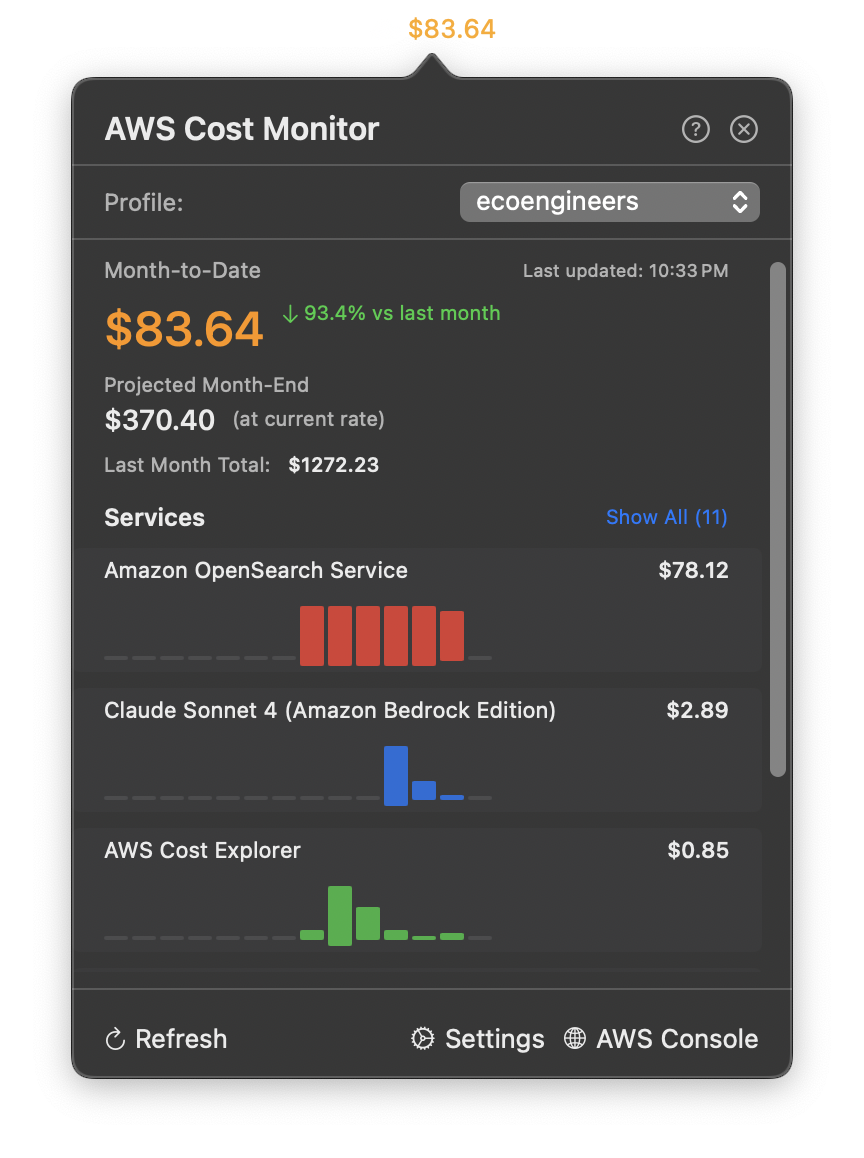 $83.64
AWS Cost Monitor
Profile: ecoengineers
Month-to-Date Last updated: 10:33 PM
$83.64 ↓ 93.4% vs last month
Projected Month-End
$370.40 (at current rate)
Last Month Total: $1272.23
Services Show All (11)
Amazon OpenSearch Service $78.12
Claude Sonnet 4 (Amazon Bedrock Edition) $2.89
AWS Cost Explorer $0.85
Refresh Settings AWS Console